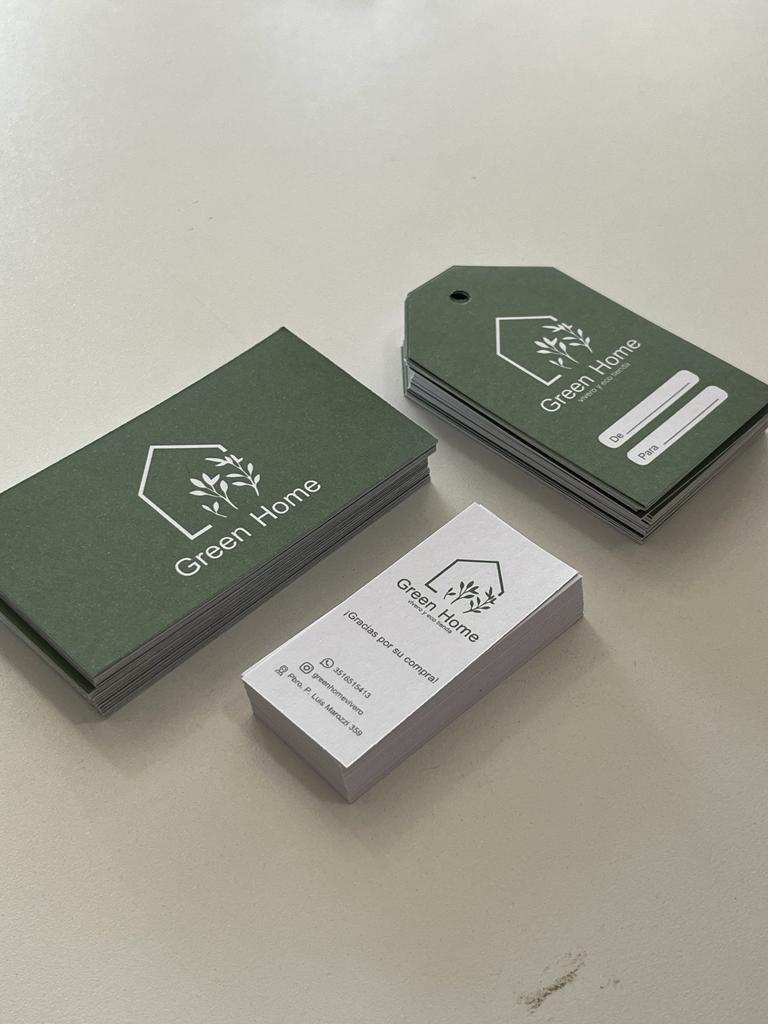 Green Home
Green Home
vivero y eco tienda
De
Para
Green Home
vivero y eco tienda
¡Gracias por su compra!
3516515413
greenhomevivero
Pbro. P. Luis Marozzi 359